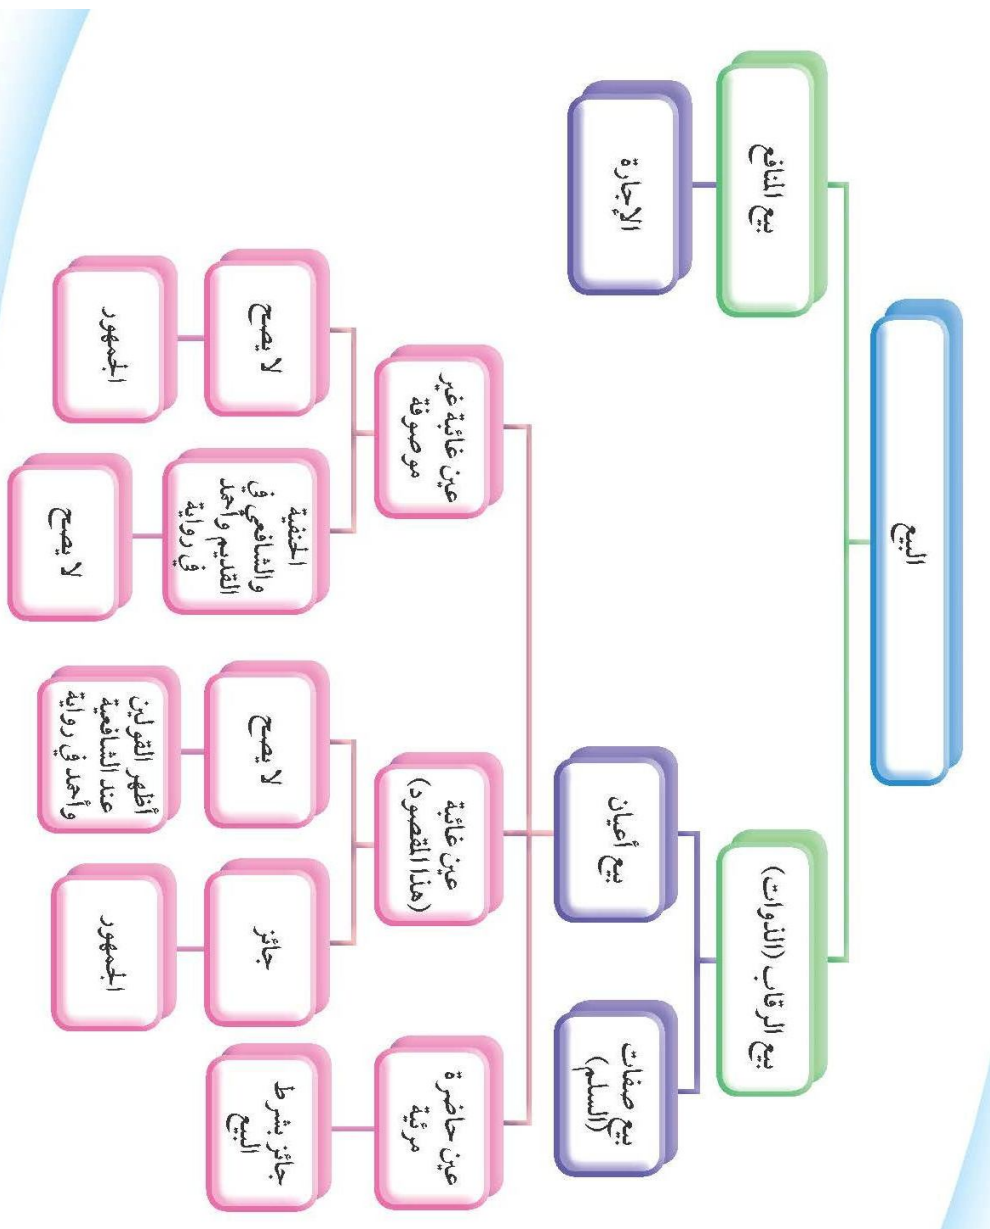 البيع
بيع الرقاب (الذوات)
بيع المنافع
بيع صفات
(السلم)
بيع أعيان
الإجارة
عين حاضرة
مرئية
عين غائبة
(هذا المقصود)
عين غائبة غير
موصوفة
جائز بشرط
البيع
جائز
لا يصح
الحنفية
والشافعي في
القديم وأحمد
في رواية
لا يصح
الجمهور
أظهر القولين
عند الشافعية
وأحمد في رواية
لا يصح
الجمهور